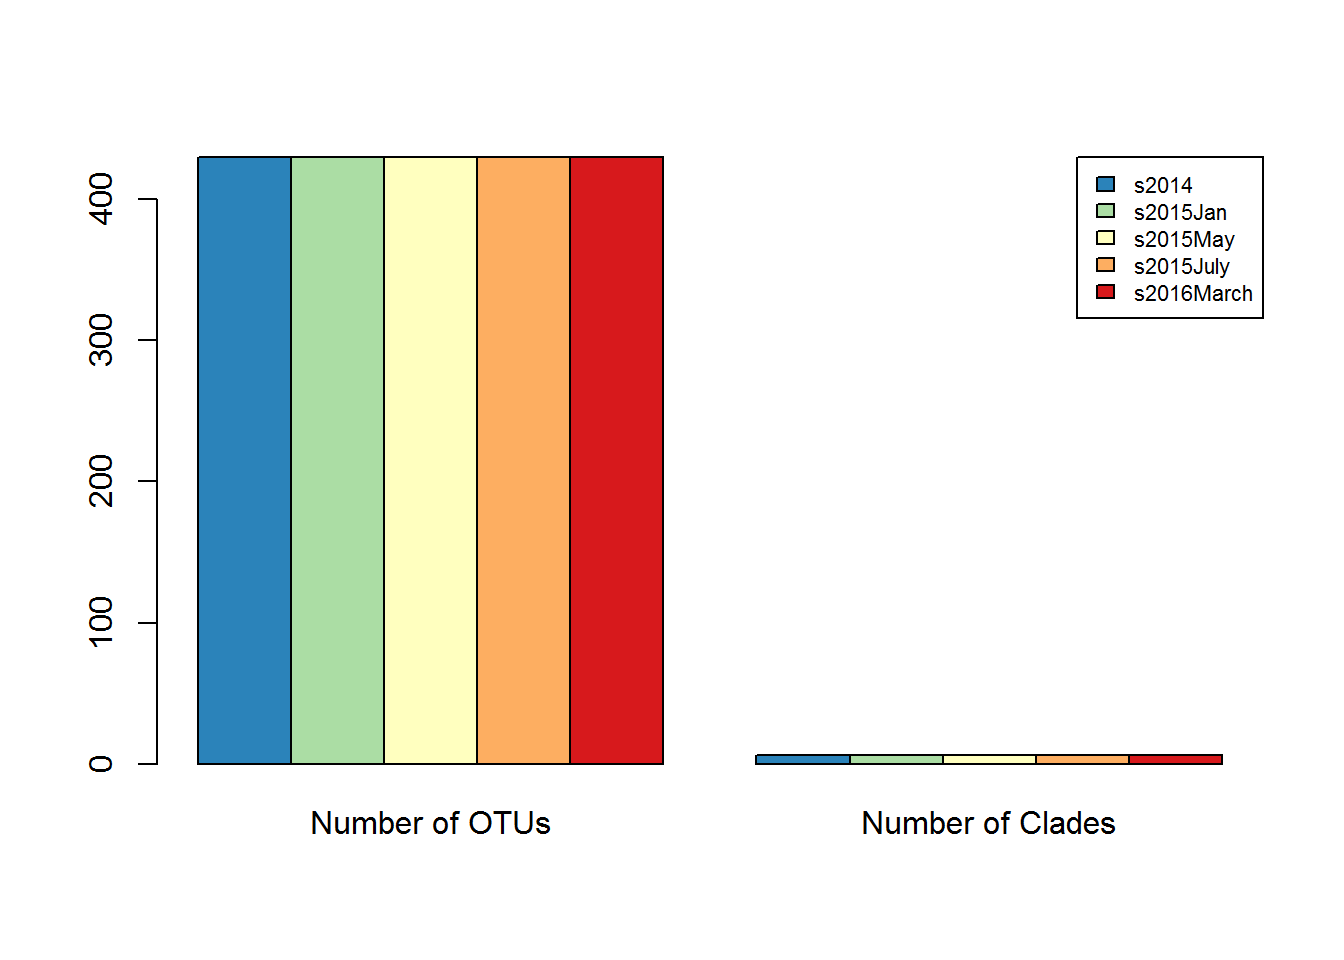 400
300
200
100
0
Number of OTUs
Number of Clades
s2014
s2015Jan
s2015May
s2015July
s2016March